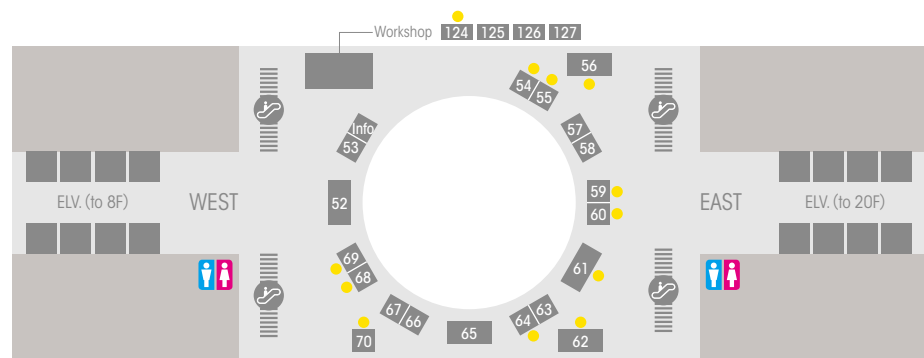 Workshop 124 125 126 127
56
54 55
Info 53
57 58
ELV. (to 8F)
WEST
52
59
60
EAST
ELV. (to 20F)
69 68
61
67 66
65
64 63
70
62